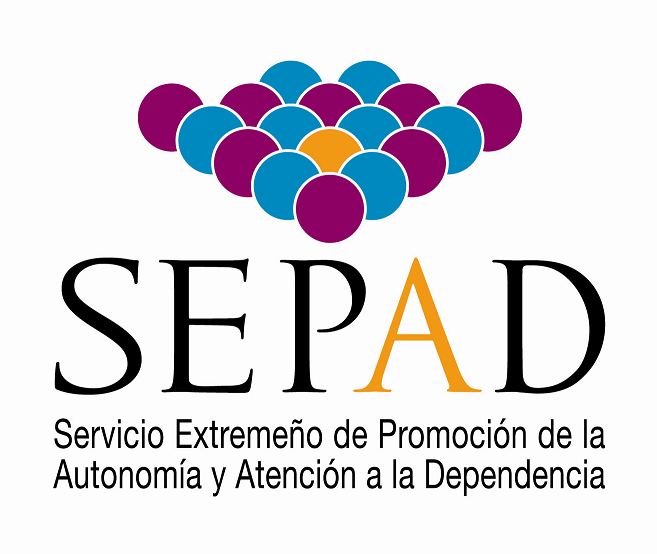 SEPAD
Servicio Extremeño de Promoción de la
Autonomía y Atención a la Dependencia